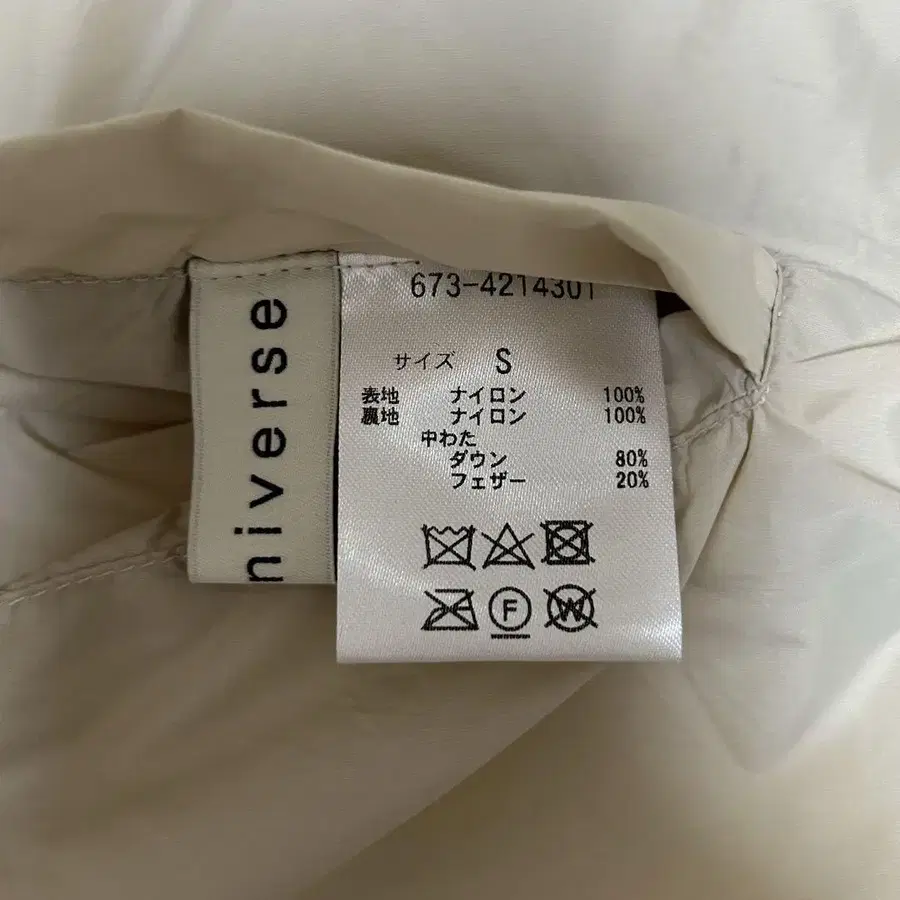 niverse
673-4214301
サイズ S
表地 ナイロン 100%
裏地 ナイロン 100%
中わた
ダウン 80%
フェザー 20%
F
W